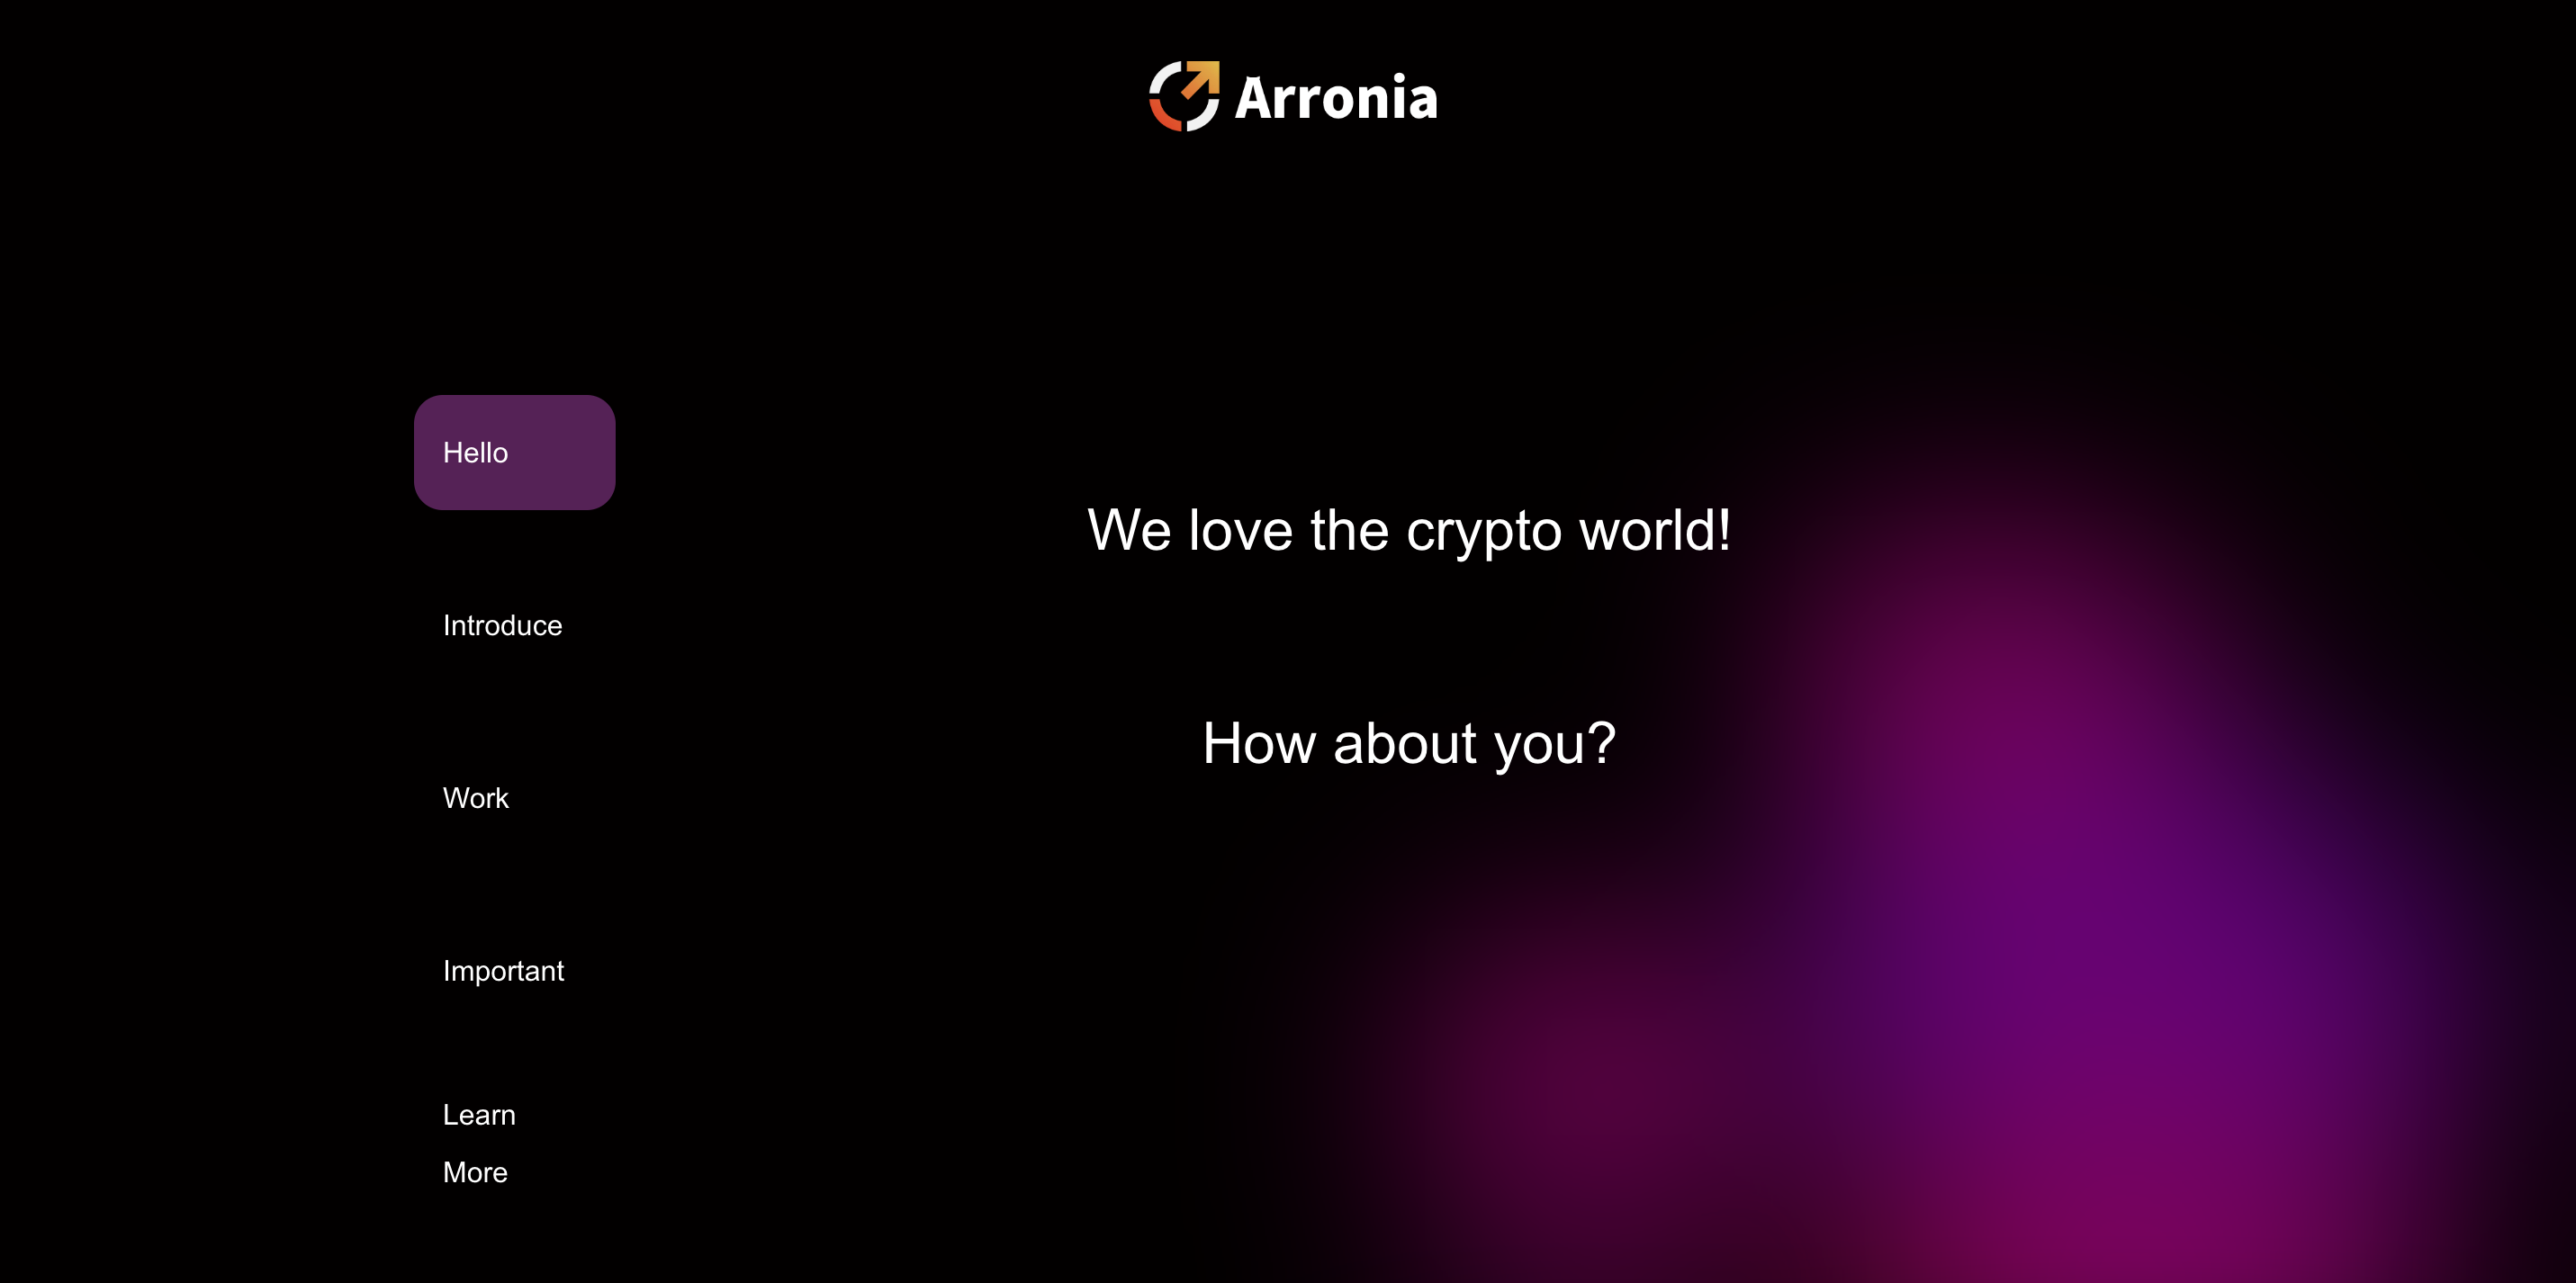 Arronia
Hello
Introduce
Work
Important
Learn
More
We love the crypto world!
How about you?